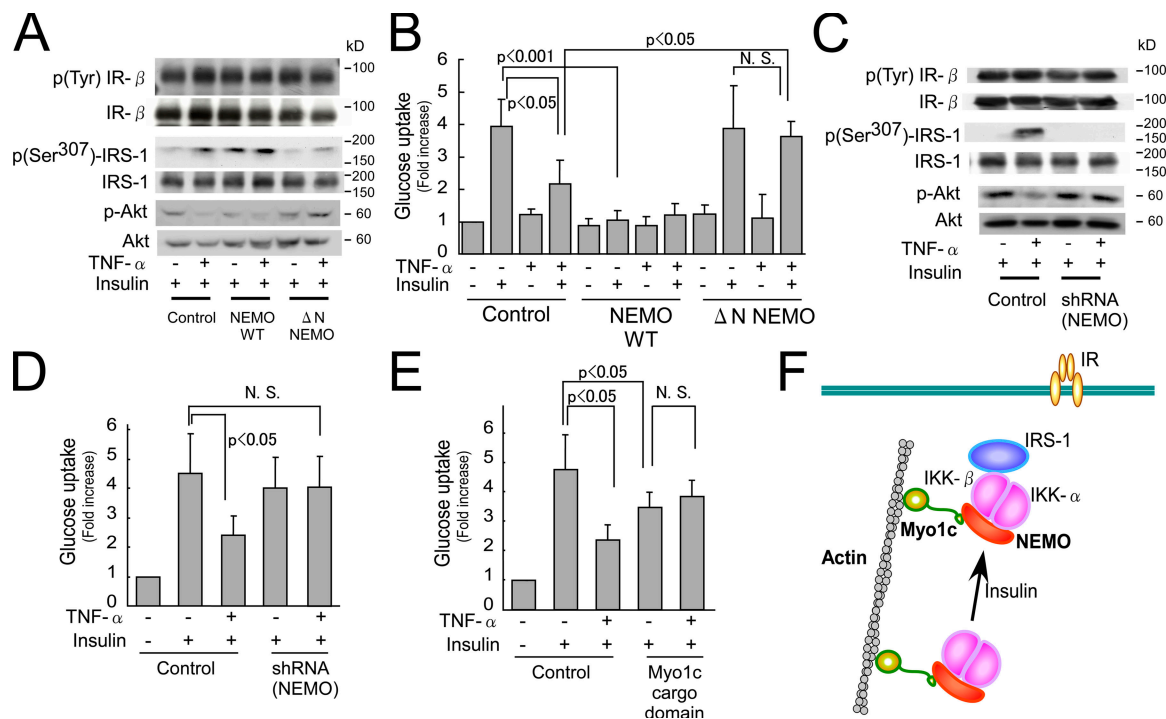 A
kD
p(Tyr) IR-β
-100
IR-β
-100
p(Ser307)-IRS-1
-200
-150
IRS-1
-200
-150
p-Akt
- 60
Akt
- 60
TNF-α - + - + - +
Insulin + + + + + +
Control NEMO WT ΔN NEMO
B
p<0.05
p<0.001
N. S.
p<0.05
Glucose uptake
(Fold increase)
6
5
4
3
2
1
0
TNF-α - - + + - - + + - - + +
Insulin - + - + - + - + - + - +
Control NEMO WT ΔN NEMO
C
kD
p(Tyr) IR-β
-100
IR-β
-100
p(Ser307)-IRS-1
-200
-150
IRS-1
-200
-150
p-Akt
- 60
Akt
- 60
TNF-α - + - +
Insulin + + + +
Control shRNA (NEMO)
D
N. S.
p<0.05
Glucose uptake
(Fold increase)
6
5
4
3
2
1
0
TNF-α - - + - +
Insulin - + + + +
Control shRNA (NEMO)
E
p<0.05
N. S.
p<0.05
Glucose uptake
(Fold increase)
6
5
4
3
2
1
0
TNF-α - - + - +
Insulin - + + + +
Control Myo1c cargo domain
F
IR
IRS-1
IKK-β
IKK-α
Myo1c
NEMO
Actin
Insulin